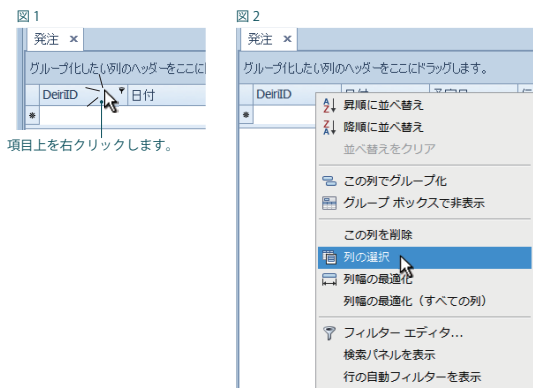 図1
発注 ×
グループ化したい列のヘッダーをここに
DeinID
日付
項目上を右クリックします。
図2
発注 ×
グループ化したい列のヘッダーをここにドラッグします。
DeinID
昇順に並べ替え
降順に並べ替え
並べ替えをクリア
この列でグループ化
グループ ボックスで非表示
この列を削除
列の選択
列幅の最適化
列幅の最適化（すべての列）
フィルター エディタ...
検索パネルを表示
行の自動フィルターを表示